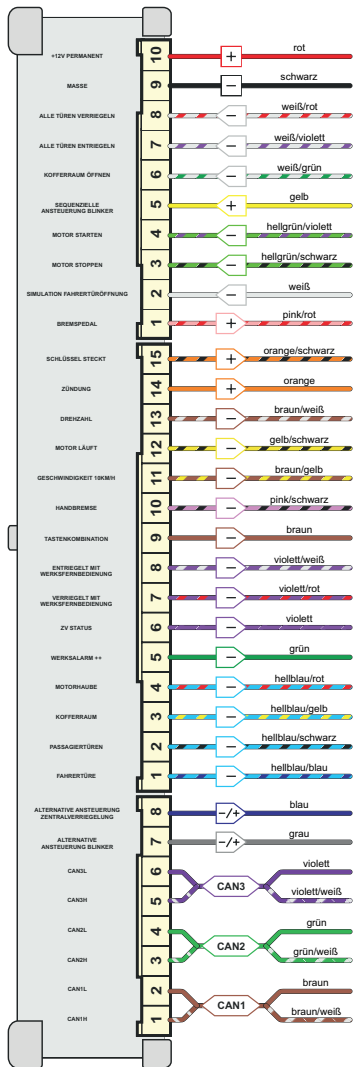 +12V PERMANENT 10 + rot
MASSE 9 − schwarz
ALLE TÜREN VERRIEGELN 8 − weiß/rot
ALLE TÜREN ENTRIEGELN 7 − weiß/violett
KOFFERRAUM ÖFFNEN 6 − weiß/grün
SEQUENZIELLE
ANSTEUERUNG BLINKER 5 + gelb
MOTOR STARTEN 4 − hellgrün/violett
MOTOR STOPPEN 3 − hellgrün/schwarz
SIMULATION FAHRERTÜRÖFFNUNG 2 − weiß
BREMSPEDAL 1 + pink/rot
SCHLÜSSEL STECKT 15 + orange/schwarz
ZÜNDUNG 14 + orange
DREHZAHL 13 − braun/weiß
MOTOR LÄUFT 12 − gelb/schwarz
GESCHWINDIGKEIT 10KM/H 11 − braun/gelb
HANDBREMSE 10 − pink/schwarz
TASTENKOMBINATION 9 − braun
ENTRIEGELT MIT
WERKSFERNBEDIENUNG 8 − violett/weiß
VERRIEGELT MIT
WERKSFERNBEDIENUNG 7 − violett/rot
ZV STATUS 6 − violett
WERKSALARM ++ 5 − grün
MOTORHAUBE 4 − hellblau/rot
KOFFERRAUM 3 − hellblau/gelb
PASSAGIERTÜREN 2 − hellblau/schwarz
FAHRERTÜRE 1 − hellblau/blau
ALTERNATIVE ANSTEUERUNG
ZENTRALVERRIEGELUNG 8 −/+ blau
ALTERNATIVE
ANSTEUERUNG BLINKER 7 −/+ grau
CAN3L 6 violett
CAN3
CAN3H 5 violett/weiß
CAN2L 4 grün
CAN2
CAN2H 3 grün/weiß
CAN1L 2 braun
CAN1
CAN1H 1 braun/weiß